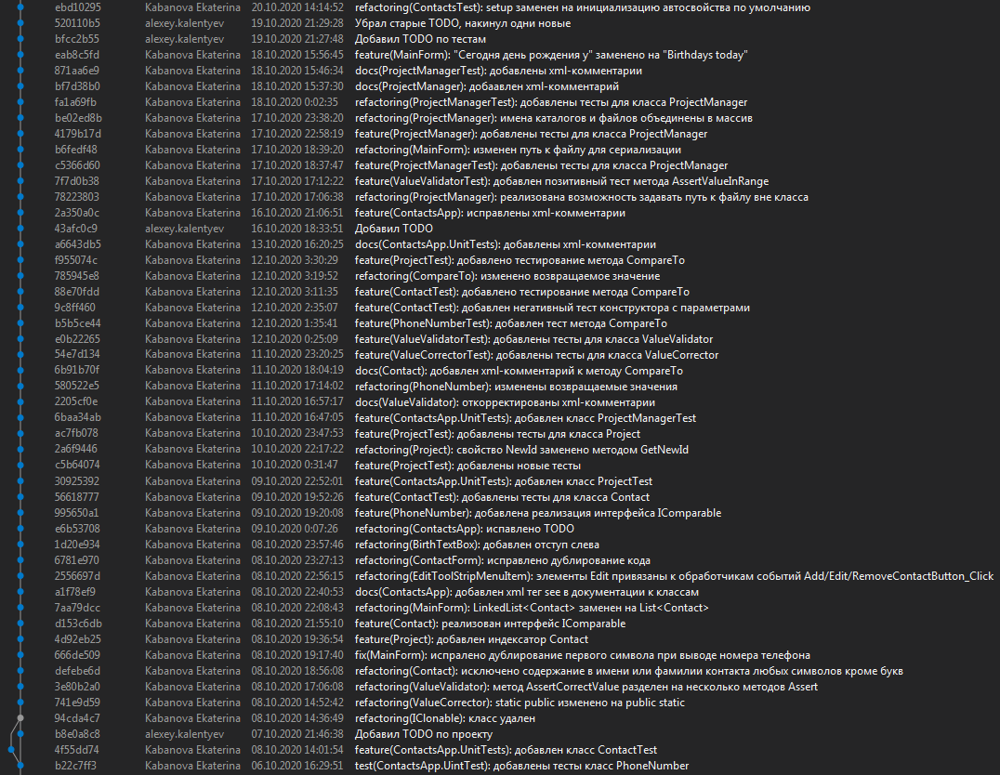 ebd10295 Kabanova Ekaterina 20.10.2020 14:14:52 refactoring(ContactsTest): setup заменен на инициализацию автосвойства по умолчанию
520110b5 alexey.kalentyev 19.10.2020 21:29:28 Убрал старые TODO, накинул одни новые
bfcc2b55 alexey.kalentyev 19.10.2020 21:27:48 Добавил TODO по тестам
eab8c5fd Kabanova Ekaterina 18.10.2020 15:56:45 feature(MainForm): "Сегодня день рождения у" заменено на "Birthdays today"
871aa6e9 Kabanova Ekaterina 18.10.2020 15:46:34 docs(ProjectManagerTest): добавлены xml-комментарии
bf7d38b0 Kabanova Ekaterina 18.10.2020 15:37:30 docs(ProjectManager): добаавлен xml-комментарий
fa1a69fb Kabanova Ekaterina 18.10.2020 0:02:35 refactoring(ProjectManagerTest): добавлены тесты для класса ProjectManager
be02ed8b Kabanova Ekaterina 17.10.2020 23:38:20 refactoring(ProjectManager): имена каталогов и файлов объединены в массив
4179b17d Kabanova Ekaterina 17.10.2020 22:58:19 feature(ProjectManager): добавлены тесты для класса ProjectManager
b6fedf48 Kabanova Ekaterina 17.10.2020 18:39:20 refactoring(MainForm): изменен путь к файлу для сериализации
c5366d60 Kabanova Ekaterina 17.10.2020 18:37:47 feature(ProjectManagerTest): добавлены тесты для класса ProjectManager
7f7d0b38 Kabanova Ekaterina 17.10.2020 17:12:22 feature(ValueValidatorTest): добавлен позитивный тест метода AssertValueInRange
78223803 Kabanova Ekaterina 17.10.2020 17:06:38 refactoring(ProjectManager): реализована возможность задавать путь к файлу вне класса
2a350a0c Kabanova Ekaterina 16.10.2020 21:06:51 feature(ContactsApp): исправлены xml-комментарии
43afc0c9 alexey.kalentyev 16.10.2020 18:33:51 Добавил TODO
a6643db5 Kabanova Ekaterina 13.10.2020 16:20:25 docs(ContactsApp.UnitTests): добавлены xml-комментарии
f955074c Kabanova Ekaterina 12.10.2020 3:30:29 feature(ProjectTest): добавлено тестирование метода CompareTo
785945e8 Kabanova Ekaterina 12.10.2020 3:19:52 refactoring(CompareTo): изменено возвращаемое значение
88e70fdd Kabanova Ekaterina 12.10.2020 3:11:35 feature(ContactTest): добавлено тестирование метода CompareTo
9c8ff460 Kabanova Ekaterina 12.10.2020 2:35:07 feature(ContactTest): добавлен негативный тест конструктора с параметрами
b5b5ce44 Kabanova Ekaterina 12.10.2020 1:35:41 feature(PhoneNumberTest): добавлен тест метода CompareTo
e0b22265 Kabanova Ekaterina 12.10.2020 0:25:09 feature(ValueValidatorTest): добавлены тесты для класса ValueValidator
54e7d134 Kabanova Ekaterina 11.10.2020 23:20:25 feature(ValueCorrectorTest): добавлены тесты для класса ValueCorrector
6b91b70f Kabanova Ekaterina 11.10.2020 18:04:19 docs(Contact): добавлен xml-комментарий к методу CompareTo
580522e5 Kabanova Ekaterina 11.10.2020 17:14:02 refactoring(PhoneNumber): изменены возвращаемые значения
2205cf0e Kabanova Ekaterina 11.10.2020 16:57:17 docs(ValueValidator): откорректированы xml-комментарии
6baa34ab Kabanova Ekaterina 11.10.2020 16:47:05 feature(ContactsApp.UnitTests): добавлен класс ProjectManagerTest
ac7fb078 Kabanova Ekaterina 10.10.2020 23:47:53 feature(ProjectTest): добавлены тесты для класса Project
2a6f9446 Kabanova Ekaterina 10.10.2020 22:17:22 refactoring(Project): свойство NewId заменено методом GetNewId
c5b64074 Kabanova Ekaterina 10.10.2020 0:31:47 feature(ProjectTest): добавлены новые тесты
30925392 Kabanova Ekaterina 09.10.2020 22:52:01 feature(ContactsApp.UnitTests): добавлен класс ProjectTest
56618777 Kabanova Ekaterina 09.10.2020 19:52:26 feature(ContactTest): добавлены тесты для класса Contact
995650a1 Kabanova Ekaterina 09.10.2020 19:20:08 feature(PhoneNumber): добавлена реализация интерфейса IComparable
e6b53708 Kabanova Ekaterina 09.10.2020 0:07:26 refactoring(ContactsApp): испавлено TODO
1d20e934 Kabanova Ekaterina 08.10.2020 23:57:46 refactoring(BirthTextBox): добавлен отступ слева
6781e970 Kabanova Ekaterina 08.10.2020 23:27:13 refactoring(ContactForm): исправлено дублирование кода
2556697d Kabanova Ekaterina 08.10.2020 22:56:15 refactoring(EditToolStripMenuItem): элементы Edit привязаны к обработчикам событий Add/Edit/RemoveContactButton_Click
a1f78ef9 Kabanova Ekaterina 08.10.2020 22:40:53 docs(ContactsApp): добавлен xml тег see в документации к классам
7aa79dcc Kabanova Ekaterina 08.10.2020 22:08:43 refactoring(MainForm): LinkedList<Contact> заменен на List<Contact>
d153c6db Kabanova Ekaterina 08.10.2020 21:55:10 feature(Contact): реализован интерфейс IComparable
4d92eb25 Kabanova Ekaterina 08.10.2020 19:36:54 feature(Project): добавлен индексатор Contact
666de509 Kabanova Ekaterina 08.10.2020 19:17:40 fix(MainForm): испралено дублирование первого символа при выводе номера телефона
defebe6d Kabanova Ekaterina 08.10.2020 18:56:08 refactoring(Contact): исключено содержание в имени или фамилии контакта любых символов кроме букв
3e80b2a0 Kabanova Ekaterina 08.10.2020 17:06:08 refactoring(ValueValidator): метод AssertCorrectValue разделен на несколько методов Assert
741e9d59 Kabanova Ekaterina 08.10.2020 14:52:42 refactoring(ValueCorrector): static public изменено на public static
94cda4c7 Kabanova Ekaterina 08.10.2020 14:36:49 refactoring(IClonable): класс удален
b8e0a8c8 alexey.kalentyev 07.10.2020 21:46:38 Добавил TODO по проекту
4f55dd74 Kabanova Ekaterina 08.10.2020 14:01:54 feature(ContactsApp.UnitTests): добавлен класс ContactTest
b22c7ff3 Kabanova Ekaterina 06.10.2020 16:29:51 test(ContactsApp.UintTest): добавлены тесты класс PhoneNumber